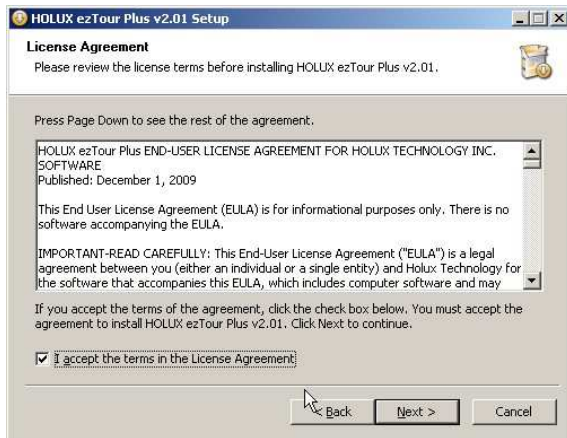 HOLUX ezTour Plus v2.01 Setup
License Agreement
Please review the license terms before installing HOLUX ezTour Plus v2.01.
Press Page Down to see the rest of the agreement.
HOLUX ezTour Plus END-USER LICENSE AGREEMENT FOR HOLUX TECHNOLOGY INC.
SOFTWARE
Published: December 1, 2009
This End User License Agreement (EULA) is for informational purposes only. There is no
software accompanying the EULA.
IMPORTANT-READ CAREFULLY: This End-User License Agreement ("EULA") is a legal
agreement between you (either an individual or a single entity) and Holux Technology for
the software that accompanies this EULA, which includes computer software and may
If you accept the terms of the agreement, click the check box below. You must accept the
agreement to install HOLUX ezTour Plus v2.01. Click Next to continue.
I accept the terms in the License Agreement
< Back
Next >
Cancel